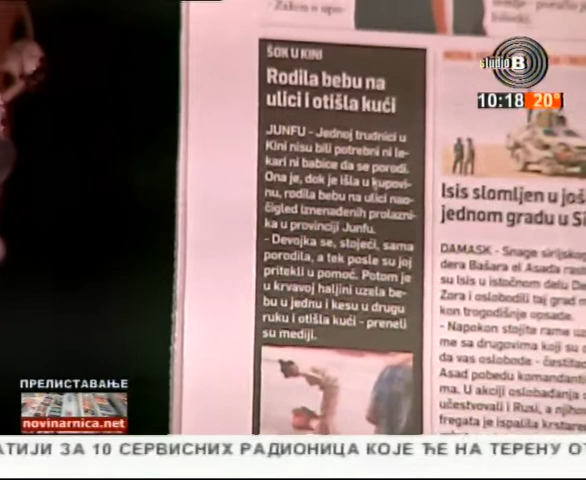 - Zakon o
studio B
10:18 20°
ŠOK U KINI
Rodila bebu na
ulici i otišla kući
JUNFU - Jednoj trudnici u
Kini nisu bili potrebni ni le-
kari ni babice da se porodi.
Ona je, dok je išla u kupovi-
nu, rodila bebu na ulici nao-
čigled iznenađenih prolazni-
ka u provinciji Junfu.
- Devojka se, stojeći, sama
porodila, a tek posle su joj
pritekli u pomoć. Potom je
u krvavoj haljini uzela be-
bu u jednu i kesu u drugu
ruku i otišla kući - preneli
su mediji.
Isis slomljen u još
jednom gradu u Si
DAMASK - Snage sirijskog
dera Bašara el Asada
su Isis u istočnom delu D
Zora i oslobodili taj grad
kon trogodišnje opsade.
- Napokon stojite rame uz
me sa drugovima koji su d
da vas oslobode - čestita
Asad pobedu komandant
ma. U akciji oslobađanja s
učestvovali i Rusi, a njiho
fregata je ispalila krstare
ПРЕЛИСТАВАЊЕ
novinarnica.net
АТИЈИ ЗА 10 СЕРВИСНИХ РАДИОНИЦА КОЈЕ ЋЕ НА ТЕРЕНУ ОТ